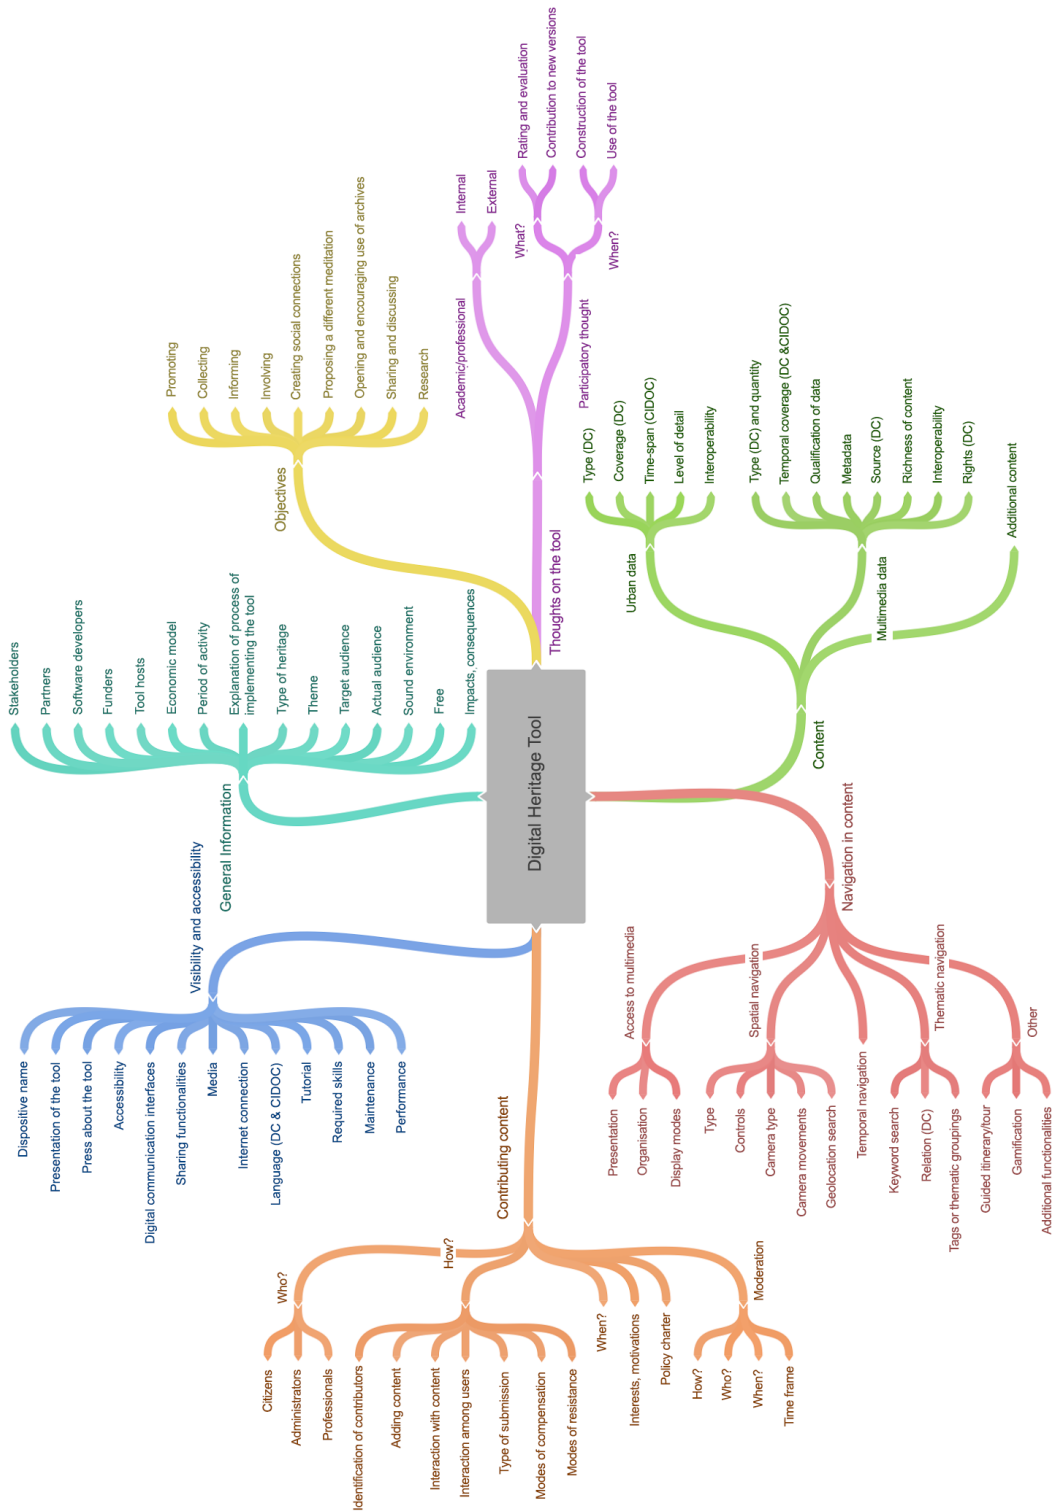 Digital Heritage Tool
Visibility and accessibility
Dispositive name
Presentation of the tool
Press about the tool
Accessibility
Digital communication interfaces
Sharing functionalities
Media
Internet connection
Language (DC & CIDOC)
Tutorial
Required skills
Maintenance
Performance
General Information
Stakeholders
Partners
Software developers
Funders
Tool hosts
Economic model
Period of activity
Explanation of process of
implementing the tool
Type of heritage
Theme
Target audience
Actual audience
Sound environment
Free
Impacts, consequences
Objectives
Promoting
Collecting
Informing
Involving
Creating social connections
Proposing a different meditation
Opening and encouraging use of archives
Sharing and discussing
Research
Thoughts on the tool
Academic/professional
Internal
External
Participatory thought
What?
Rating and evaluation
Contribution to new versions
When?
Construction of the tool
Use of the tool
Contributing content
Who?
Citizens
Administrators
Professionals
How?
Identification of contributors
Adding content
Interaction with content
Interaction among users
Type of submission
Modes of compensation
Modes of resistance
When?
Interests, motivations
Policy charter
Moderation
How?
Who?
When?
Time frame
Navigation in content
Access to multimedia
Presentation
Organisation
Display modes
Spatial navigation
Type
Controls
Camera type
Camera movements
Geolocation search
Temporal navigation
Thematic navigation
Keyword search
Relation (DC)
Tags or thematic groupings
Other
Guided itinerary/tour
Gamification
Additional functionalities
Content
Urban data
Type (DC)
Coverage (DC)
Time-span (CIDOC)
Level of detail
Interoperability
Multimedia data
Type (DC) and quantity
Temporal coverage (DC &CIDOC)
Qualification of data
Metadata
Source (DC)
Richness of content
Interoperability
Rights (DC)
Additional content